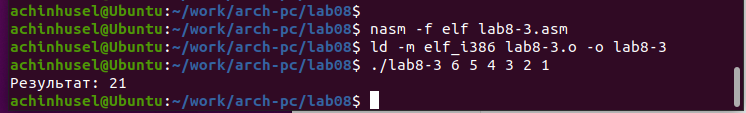 achinhusel@Ubuntu:~/work/arch-pc/lab08$
achinhusel@Ubuntu:~/work/arch-pc/lab08$ nasm -f elf lab8-3.asm
achinhusel@Ubuntu:~/work/arch-pc/lab08$ ld -m elf_i386 lab8-3.o -o lab8-3
achinhusel@Ubuntu:~/work/arch-pc/lab08$ ./lab8-3 6 5 4 3 2 1
Результат: 21
achinhusel@Ubuntu:~/work/arch-pc/lab08$